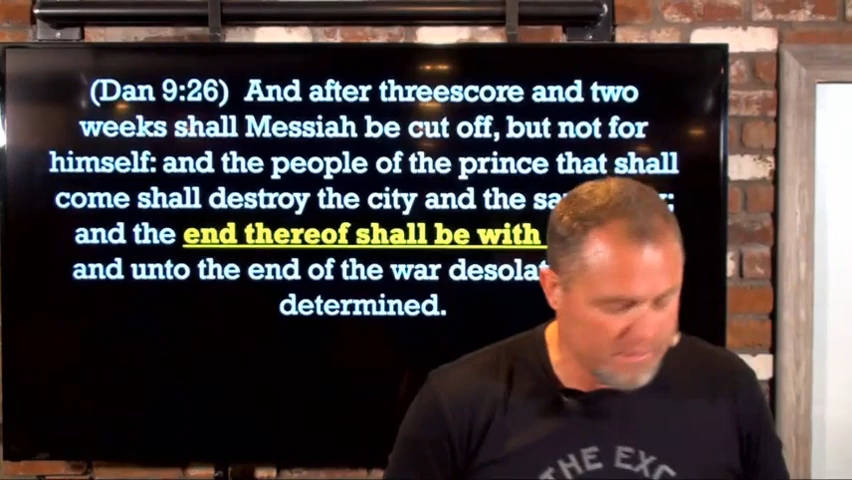 (Dan 9:26) And after threescore and two
weeks shall Messiah be cut off, but not for
himself: and the people of the prince that shall
come shall destroy the city and the
and the end thereof shall be with
and unto the end of the war
determined.
THE